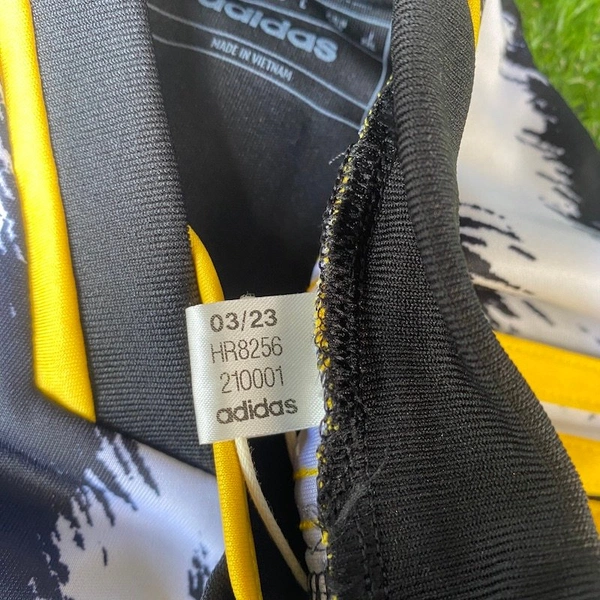 adidas
MADE IN VIETNAM
03/23
HR8256
210001
adidas